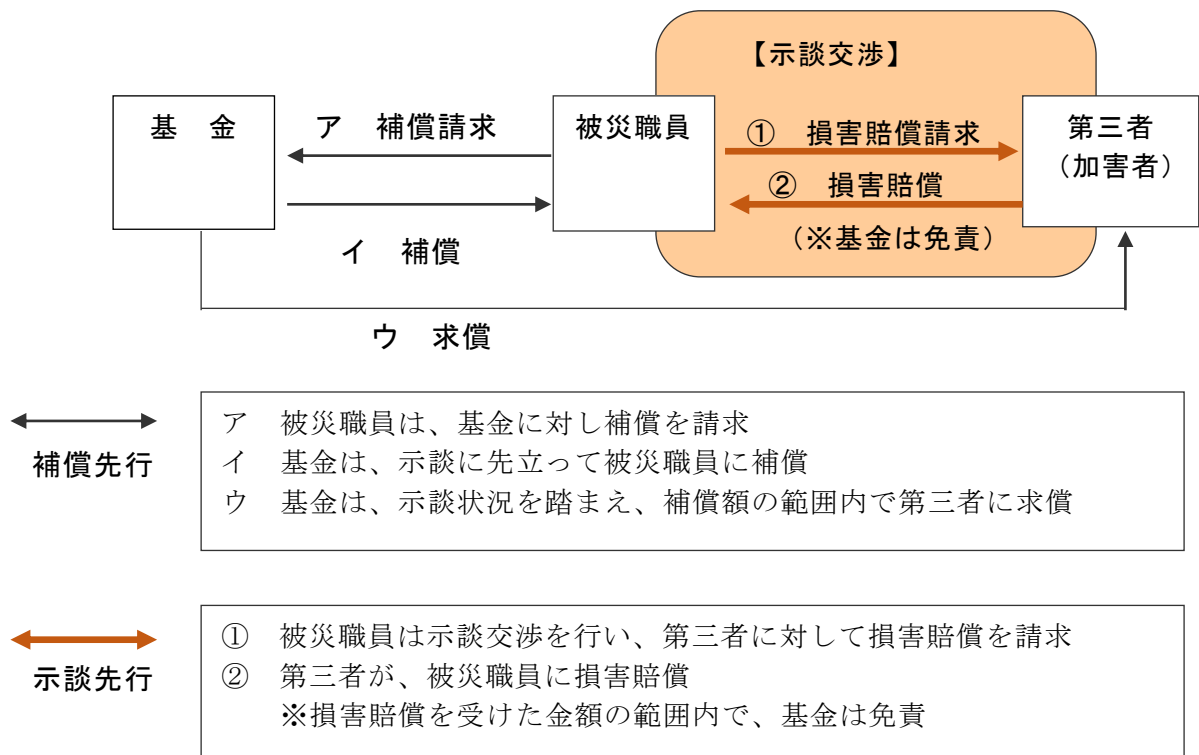 【示談交渉】
基　金
ア　補償請求
被災職員
①　損害賠償請求
第三者
（加害者）
②　損害賠償
イ　補償
（※基金は免責）
ウ　求償
補償先行
ア　被災職員は、基金に対し補償を請求
イ　基金は、示談に先立って被災職員に補償
ウ　基金は、示談状況を踏まえ、補償額の範囲内で第三者に求償
示談先行
①　被災職員は示談交渉を行い、第三者に対して損害賠償を請求
②　第三者が、被災職員に損害賠償
※損害賠償を受けた金額の範囲内で、基金は免責